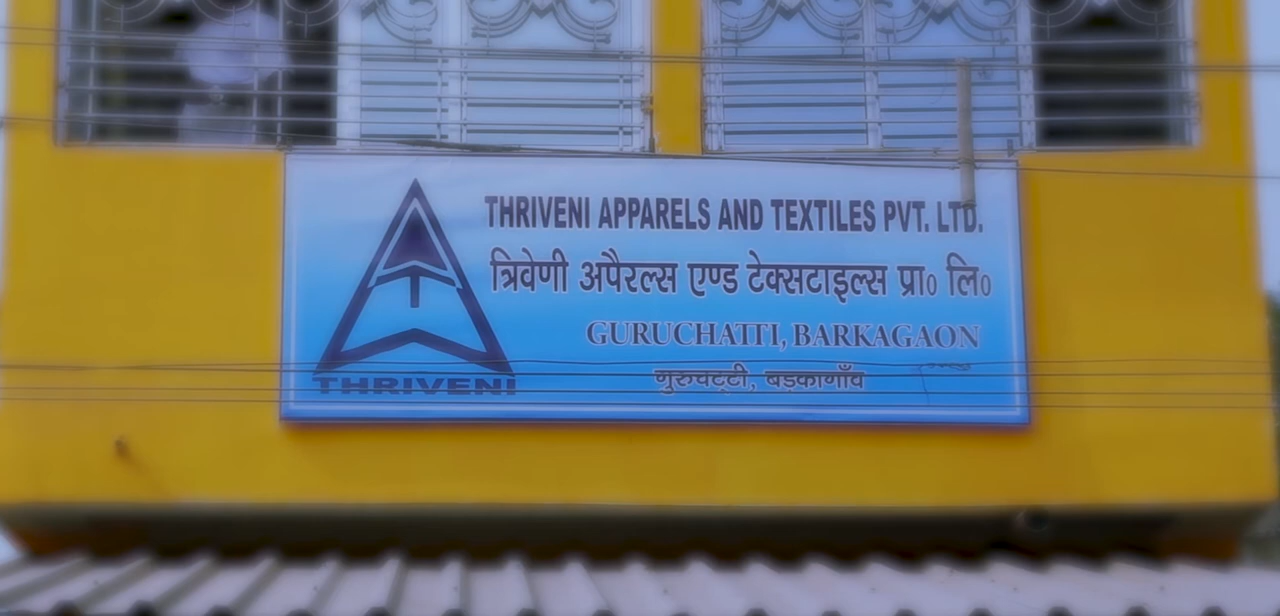 THRIVENI APPARELS AND TEXTILES PVT. LTD.
त्रिवेणी अपैरल्स एण्ड टेक्सटाइल्स प्रा० लि०
GURUCHATTI, BARKAGAON
गुरुचट्टी, बड़कागाँव
THRIVENI